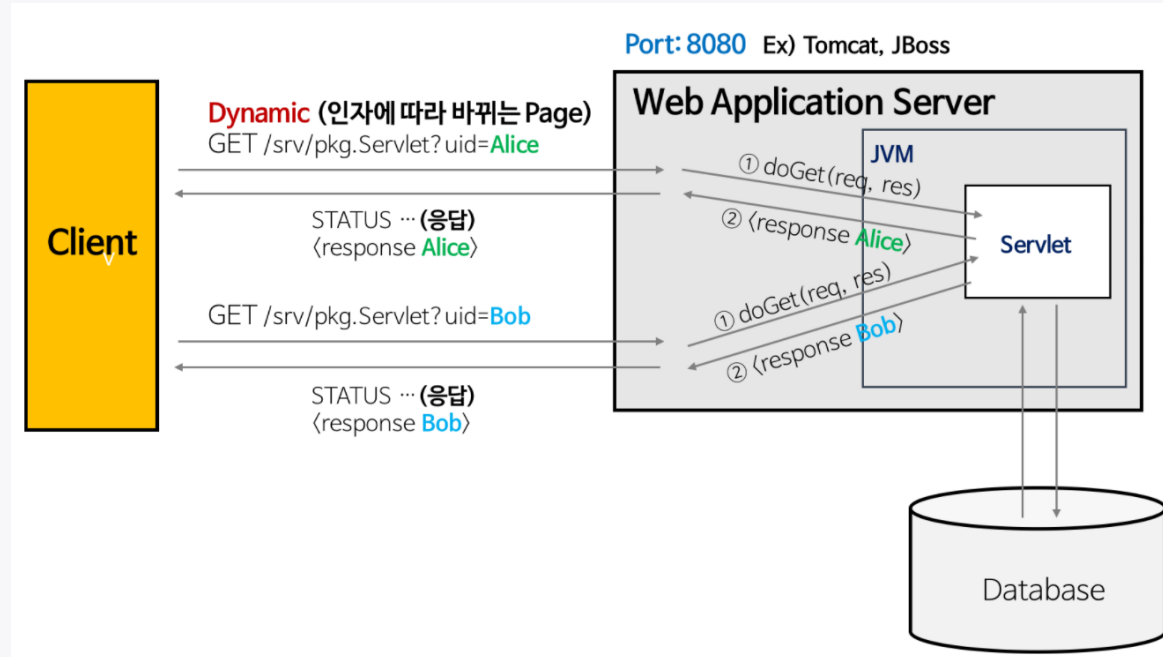 Port: 8080 Ex) Tomcat, JBoss
Web Application Server
Dynamic (인자에 따라 바뀌는 Page)
GET /srv/pkg.Servlet?uid=Alice
STATUS ··· (응답)
〈response Alice〉
Client
v
GET /srv/pkg.Servlet?uid=Bob
STATUS ··· (응답)
〈response Bob〉
JVM
① doGet(req, res)
② 〈response Alice〉
Servlet
① doGet(req, res)
② 〈response Bob〉
Database